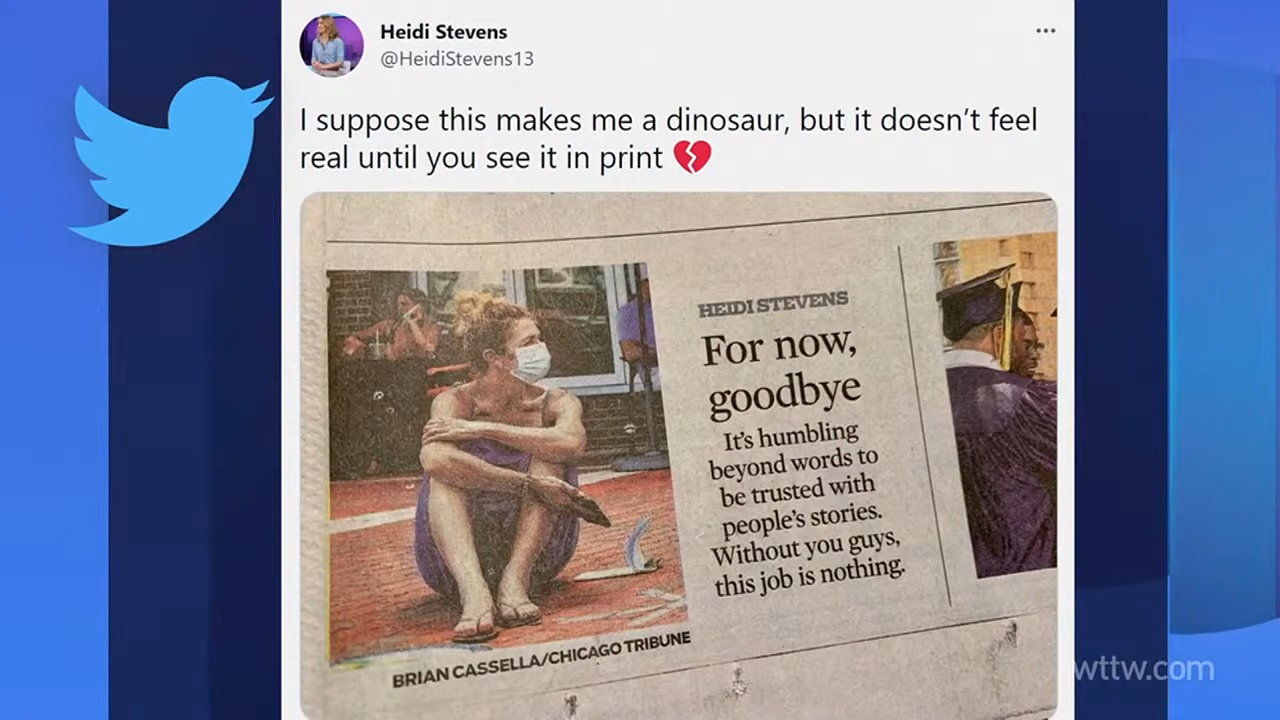 Heidi Stevens
@HeidiStevens13
I suppose this makes me a dinosaur, but it doesn’t feel
real until you see it in print 💔
HEIDI STEVENS
For now,
goodbye
It’s humbling
beyond words to
be trusted with
people’s stories.
Without you guys,
this job is nothing.
BRIAN CASSELLA/CHICAGO TRIBUNE
wttw.com